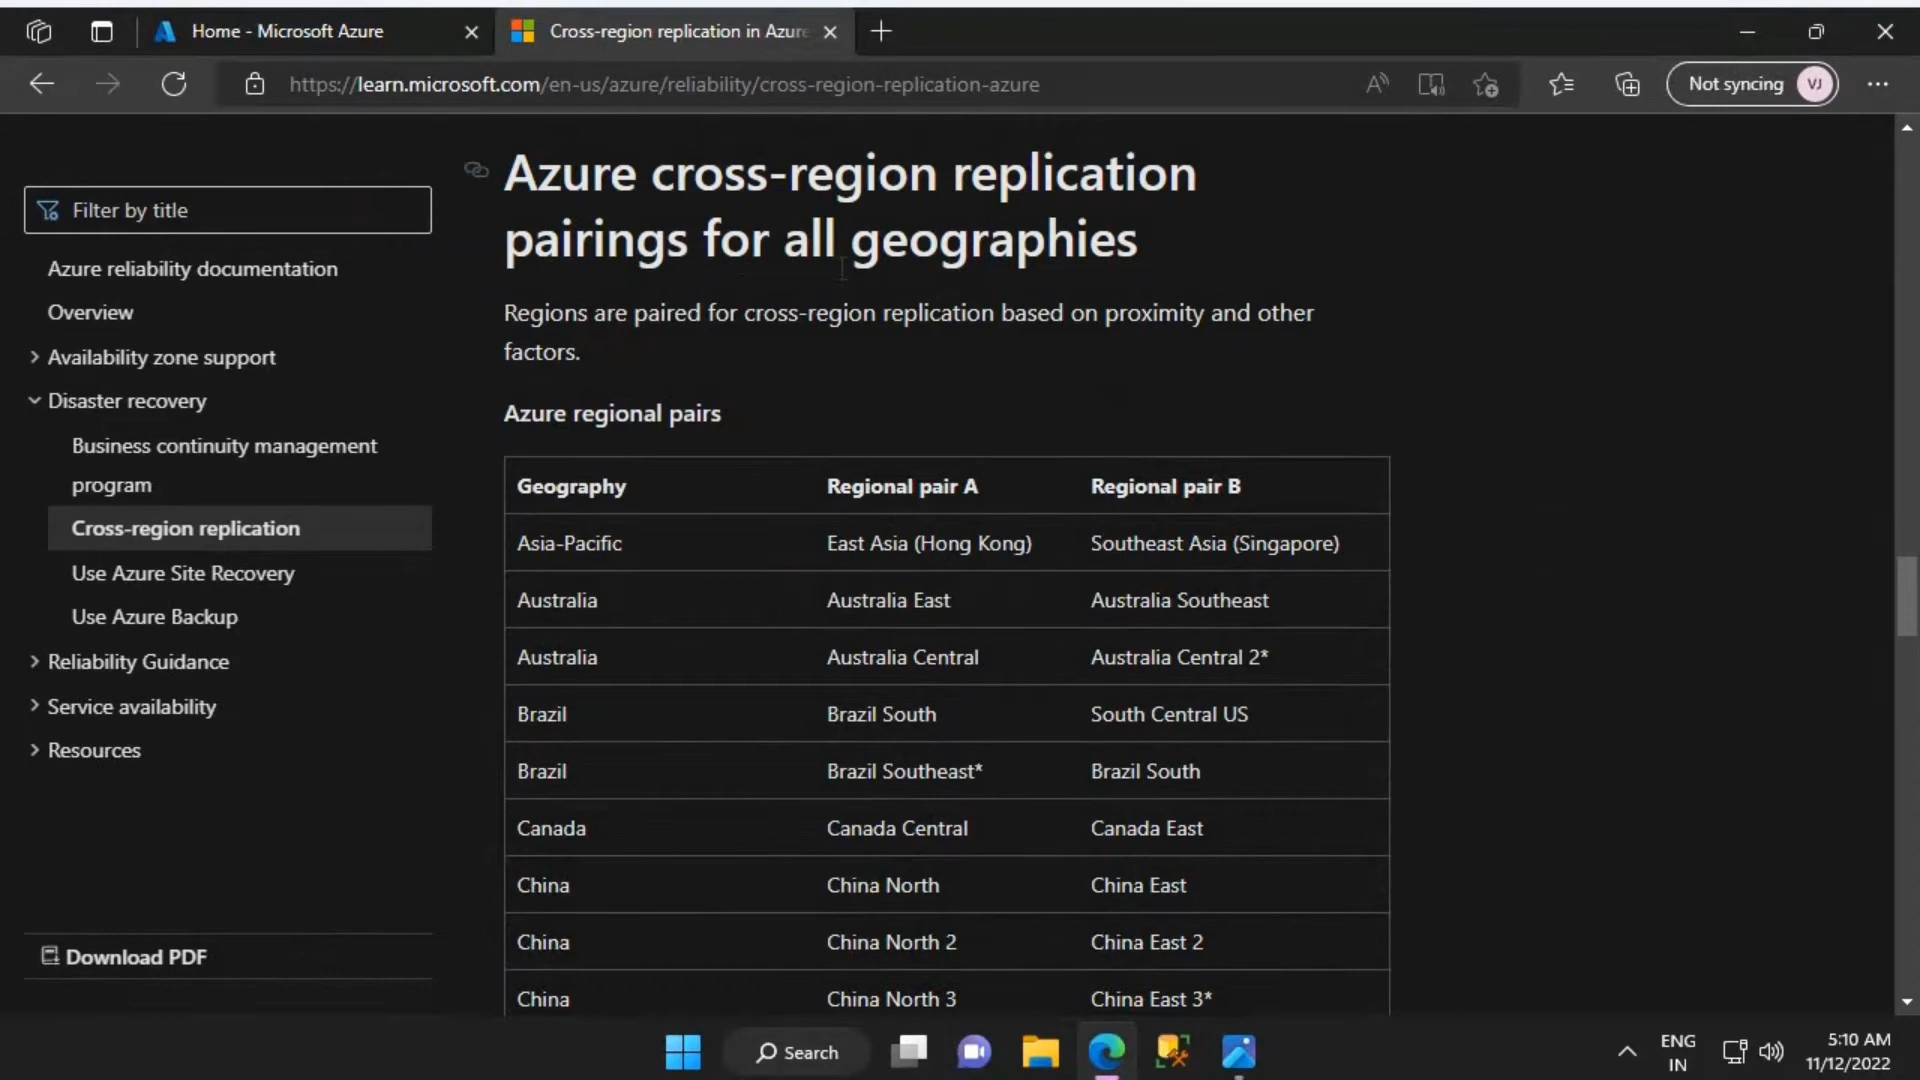 Home - Microsoft Azure
Cross-region replication in Azure
https://learn.microsoft.com/en-us/azure/reliability/cross-region-replication-azure
Not syncing
VJ
Filter by title
Azure reliability documentation
Overview
Availability zone support
Disaster recovery
Business continuity management
program
Cross-region replication
Use Azure Site Recovery
Use Azure Backup
Reliability Guidance
Service availability
Resources
Download PDF
Azure cross-region replication
pairings for all geographies
Regions are paired for cross-region replication based on proximity and other
factors.
Azure regional pairs
Geography Regional pair A Regional pair B
Asia-Pacific East Asia (Hong Kong) Southeast Asia (Singapore)
Australia Australia East Australia Southeast
Australia Australia Central Australia Central 2*
Brazil Brazil South South Central US
Brazil Brazil Southeast* Brazil South
Canada Canada Central Canada East
China China North China East
China China North 2 China East 2
China China North 3 China East 3*
Search
ENG
IN
5:10 AM
11/12/2022